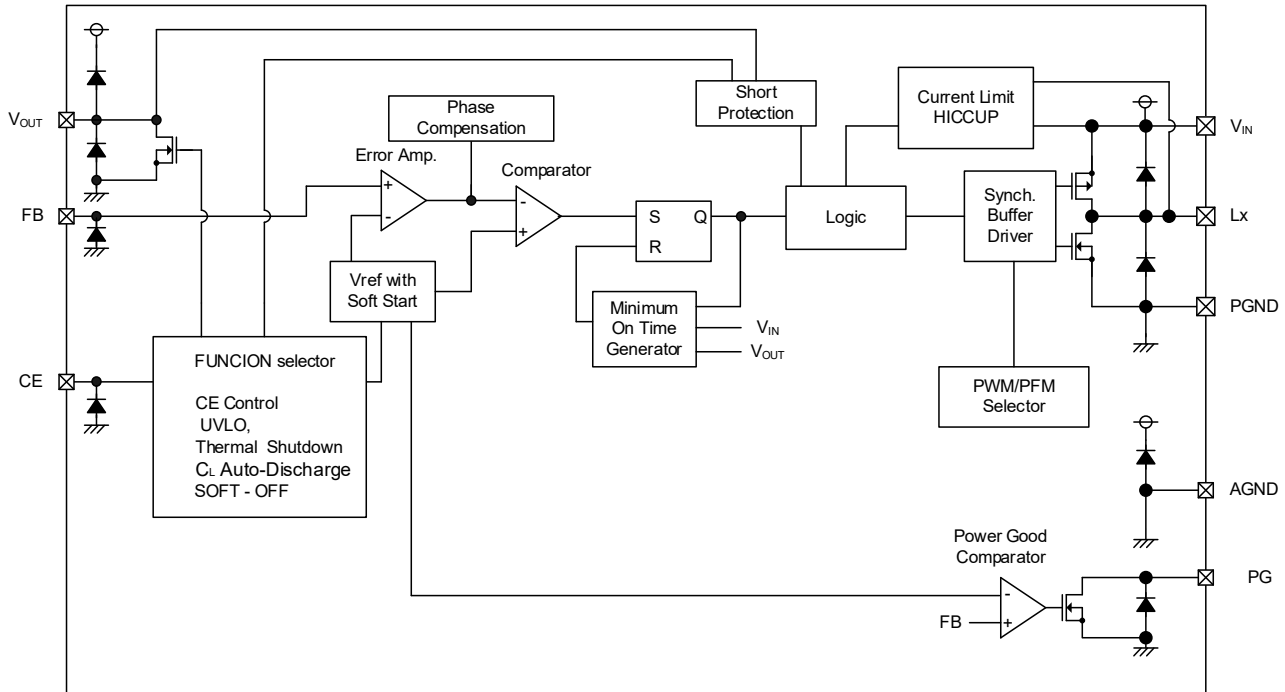 Short
Protection
Current Limit
HICCUP
Phase
Compensation
VOUT
VIN
Error Amp.
Comparator
+
-
-
+
FB
S
Q
R
Logic
Synch.
Buffer
Driver
Lx
Vref with
Soft Start
Minimum
On Time
Generator
VIN
VOUT
PGND
CE
FUNCION selector
CE Control
UVLO,
Thermal Shutdown
CL Auto-Discharge
SOFT - OFF
PWM/PFM
Selector
AGND
Power Good
Comparator
PG
-
FB
+